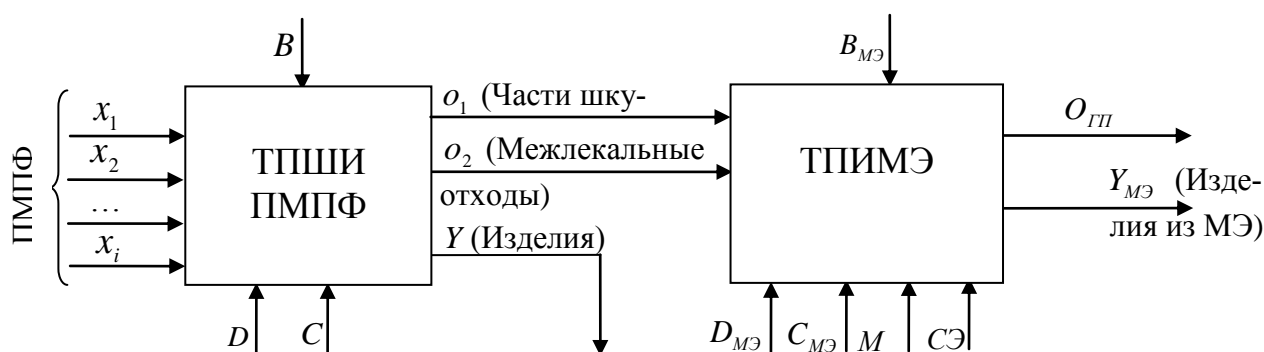 B
B_МЭ
ПМПФ
x_1
x_2
…
x_i
ТПШИ
ПМПФ
o_1 (Части шку-
o_2 (Межлекальные
отходы)
Y (Изделия)
ТПИМЭ
O_ГП
Y_МЭ (Изде-
лия из МЭ)
D
C
D_МЭ
C_МЭ
M
СЭ